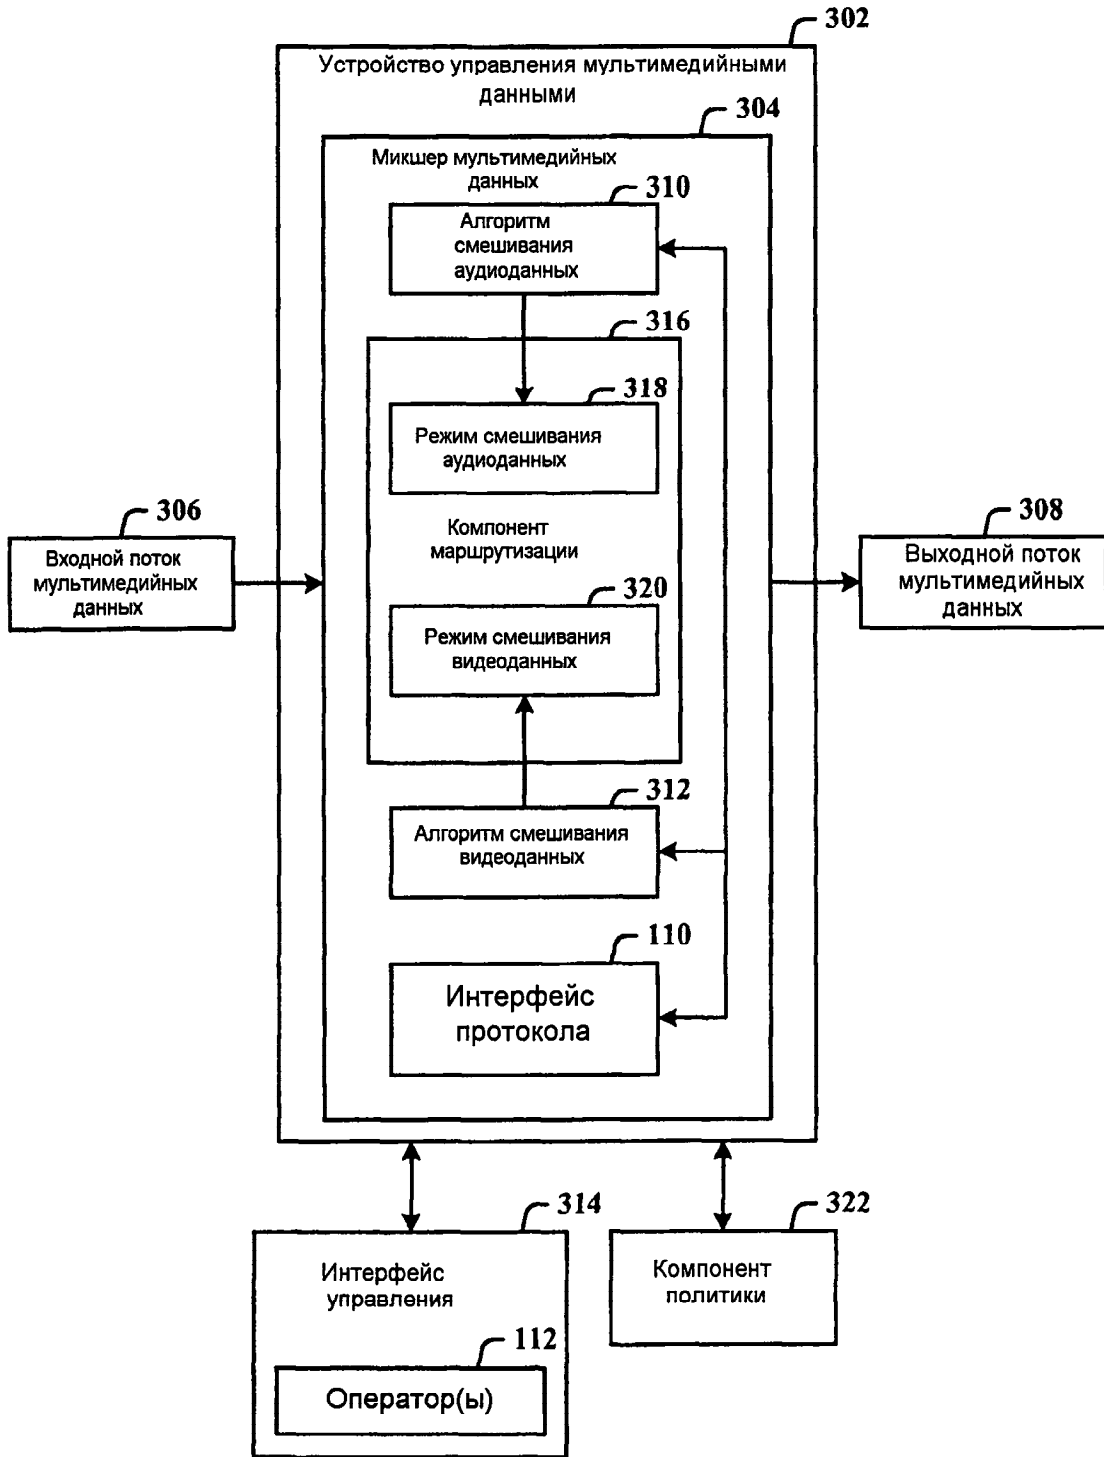 302
Устройство управления мультимедийными
данными
304
Микшер мультимедийных
данных
310
Алгоритм
смешивания
аудиоданных
316
318
Режим смешивания
аудиоданных
Компонент
маршрутизации
306
Входной поток
мультимедийных
данных
308
Выходной поток
мультимедийных
данных
320
Режим смешивания
видеоданных
312
Алгоритм смешивания
видеоданных
110
Интерфейс
протокола
314
Интерфейс
управления
112
Оператор(ы)
322
Компонент
политики